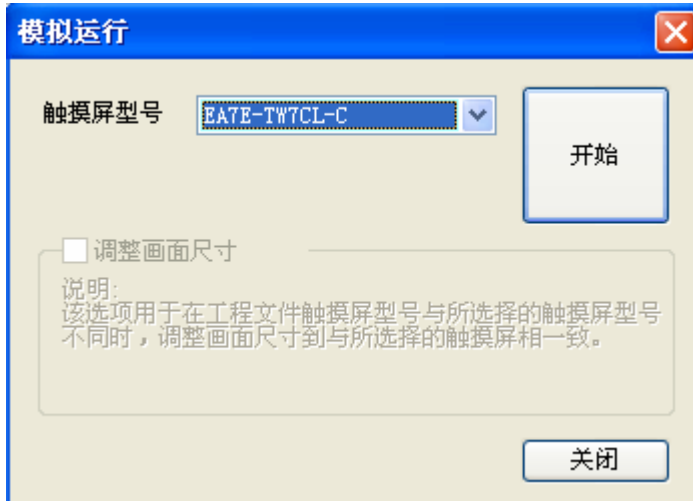 模拟运行
触摸屏型号
EA7E-TW7CL-C
开始
调整画面尺寸
说明:
该选项用于在工程文件触摸屏型号与所选择的触摸屏型号
不同时，调整画面尺寸到与所选择的触摸屏相一致。
关闭